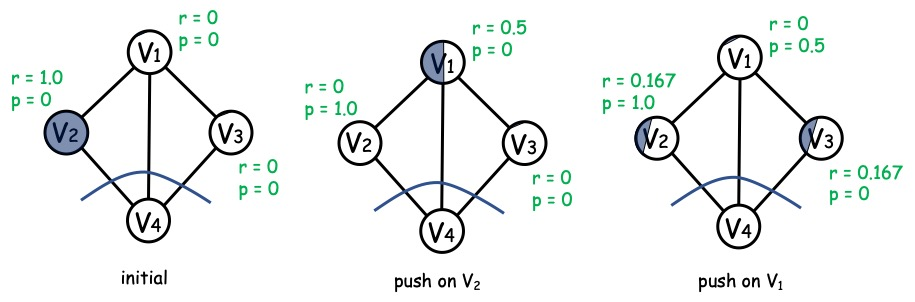 r = 0
p = 0
V1
r = 1.0
p = 0
V2
V3
r = 0
p = 0
V4
initial
r = 0.5
p = 0
V1
r = 0
p = 1.0
V2
V3
r = 0
p = 0
V4
push on V2
r = 0
p = 0.5
V1
r = 0.167
p = 1.0
V2
V3
r = 0.167
p = 0
V4
push on V1